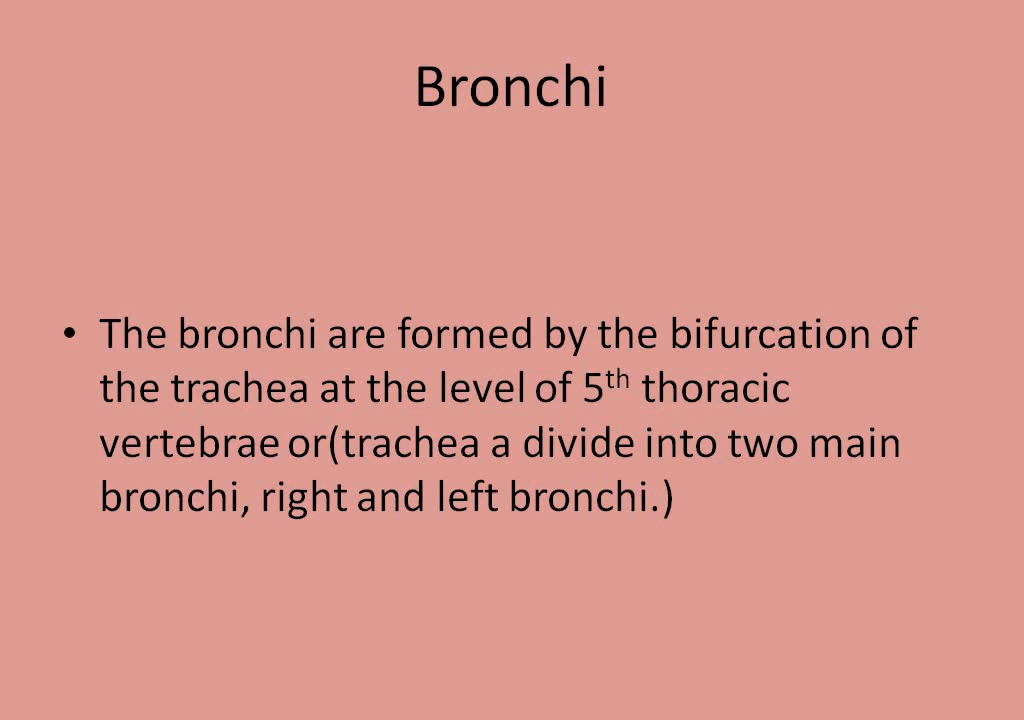 Bronchi
• The bronchi are formed by the bifurcation of
the trachea at the level of 5th thoracic
vertebrae or(trachea a divide into two main
bronchi, right and left bronchi.)